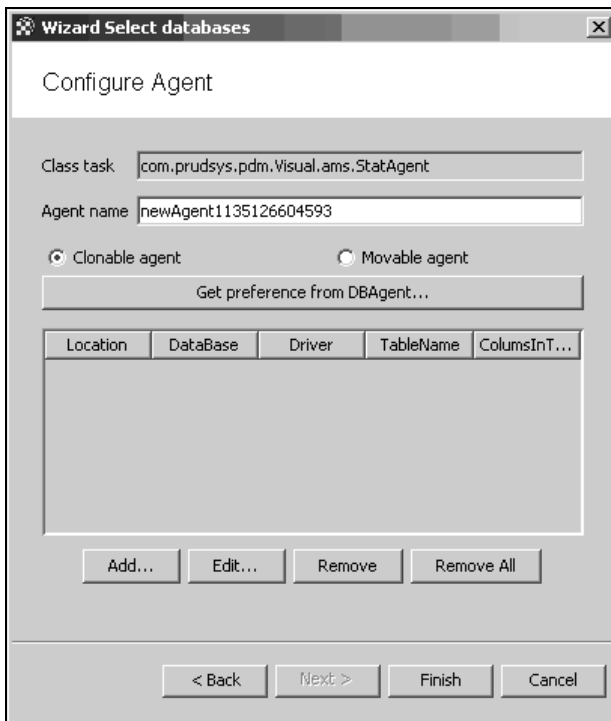 Wizard Select databases
Configure Agent
Class task com.prudsys.pdm.Visual.ams.StatAgent
Agent name newAgent1135126604593
Clonable agent Movable agent
Get preference from DBAgent...
Location DataBase Driver TableName ColumsInT...
Add... Edit... Remove Remove All
< Back Next > Finish Cancel